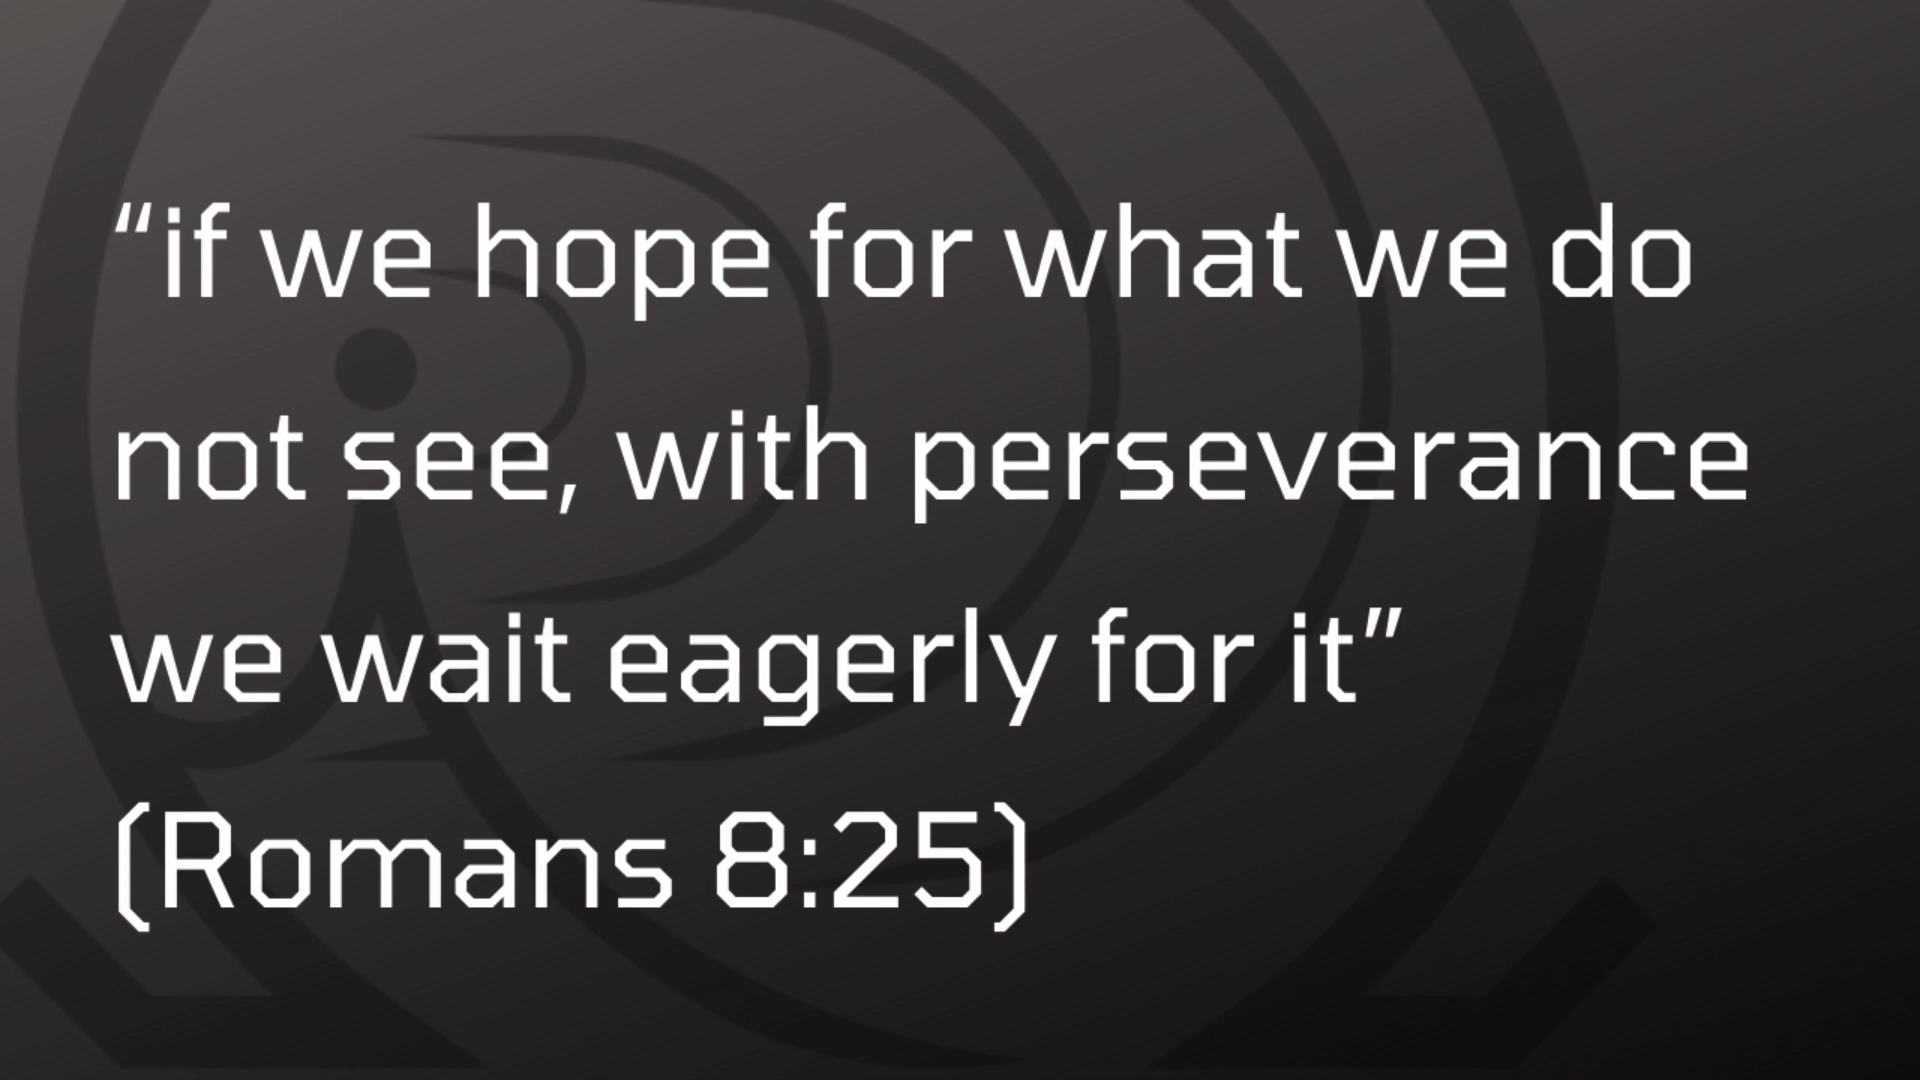 “if we hope for what we do
not see, with perseverance
we wait eagerly for it”
(Romans 8:25)